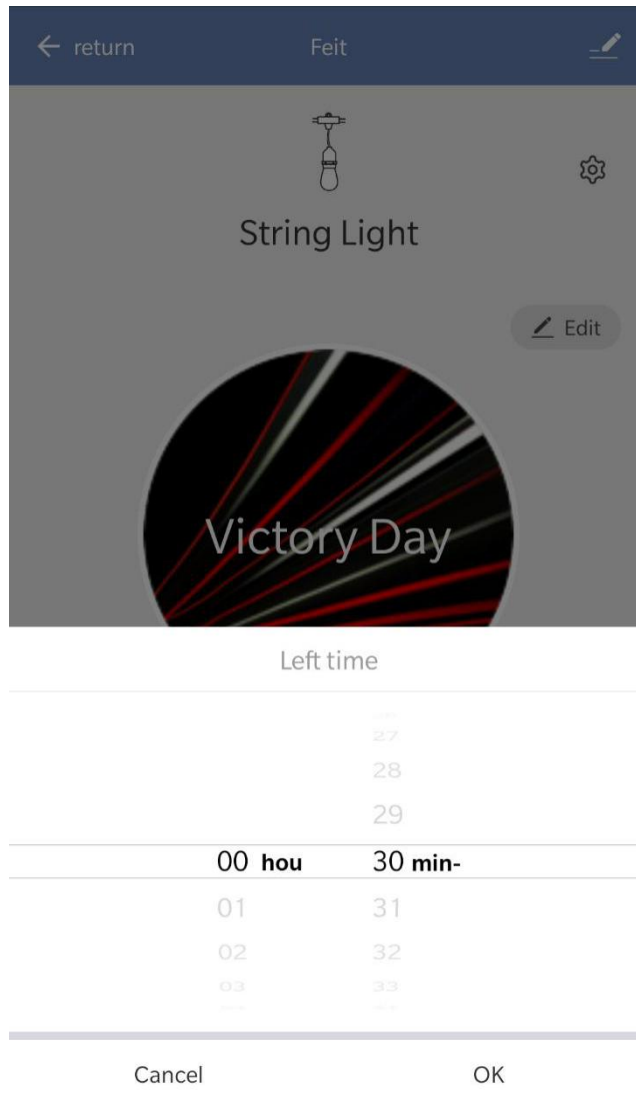 return Feit
String Light
Edit
Victory Day
Left time
27
28
29
00 hou 30 min-
01 31
02 32
03 33
Cancel OK